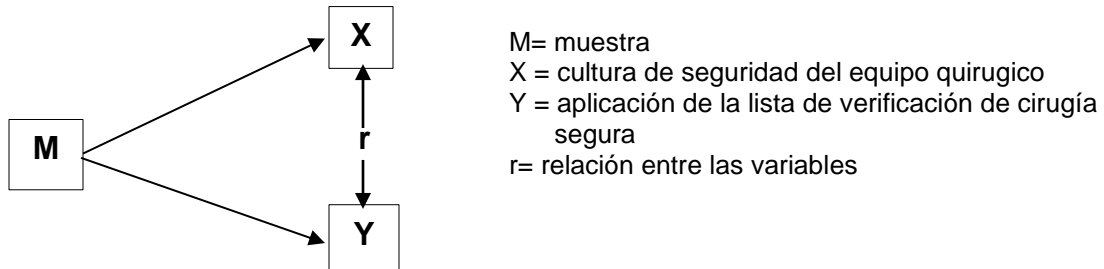 X
M
r
Y
M= muestra
X = cultura de seguridad del equipo quirugico
Y = aplicación de la lista de verificación de cirugía
segura
r= relación entre las variables